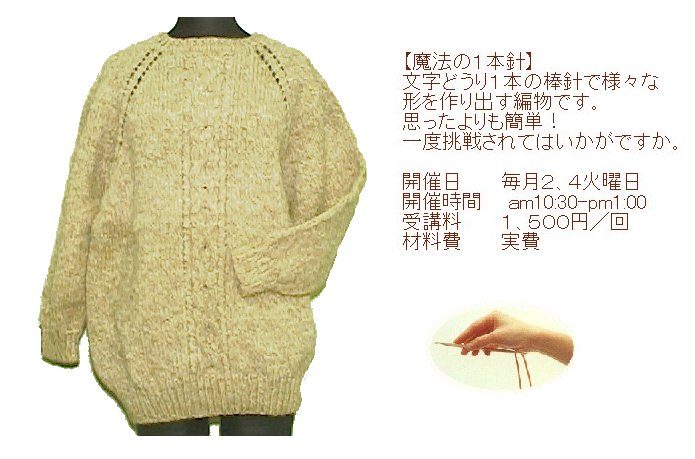 【魔法の１本針】
文字どうり１本の棒針で様々な
形を作り出す編物です。
思ったよりも簡単！
一度挑戦されてはいかがですか。
開催日　　毎月２、４火曜日
開催時間　am10:30-pm1:00
受講料　　１、５００円／回
材料費　　実費